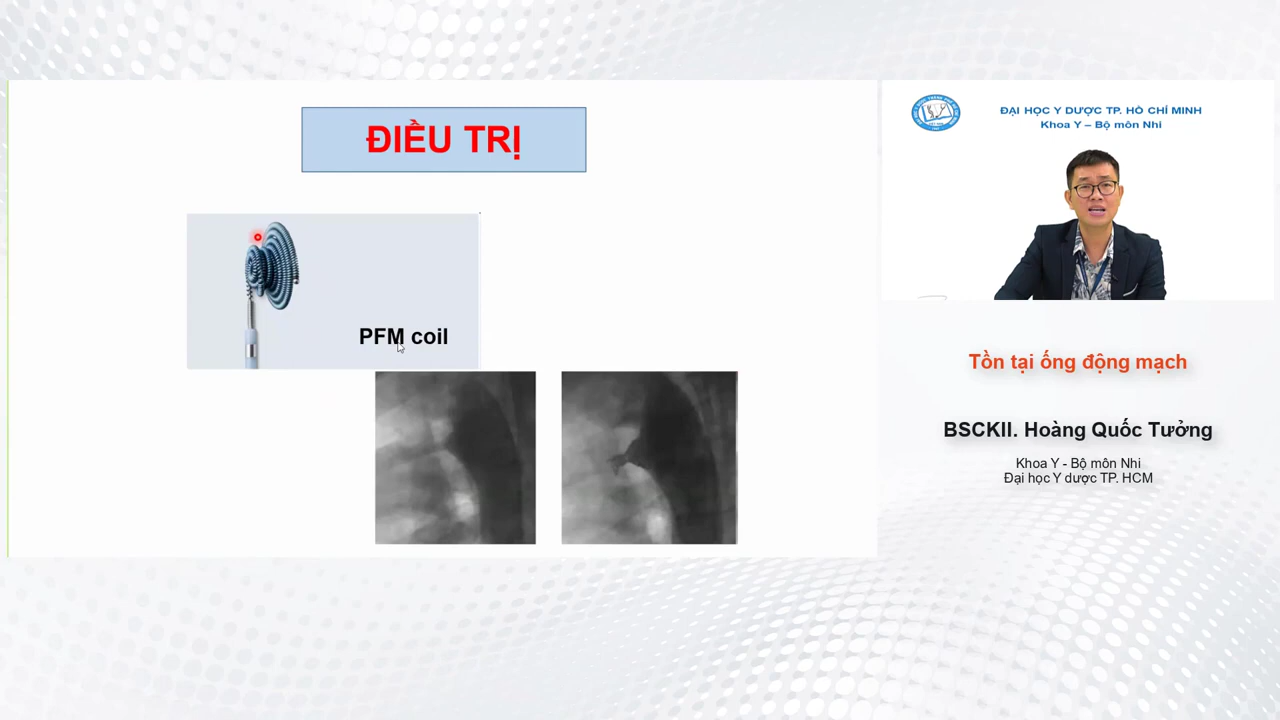 ĐIỀU TRỊ
PFM coil
ĐẠI HỌC Y DƯỢC TP. HỒ CHÍ MINH
Khoa Y – Bộ môn Nhi
Tồn tại ống động mạch
BSCKII. Hoàng Quốc Tưởng
Khoa Y - Bộ môn Nhi
Đại học Y dược TP. HCM